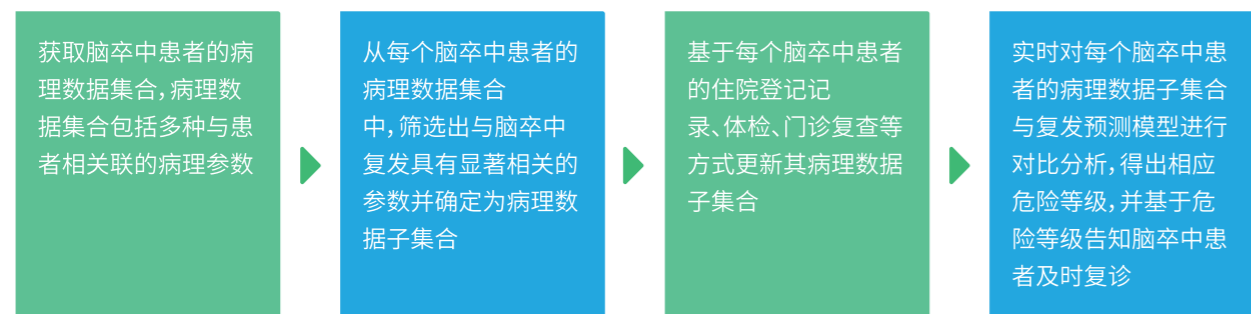 获取脑卒中患者的病
理数据集合,病理数
据集合包括多种与患
者相关联的病理参数
从每个脑卒中患者的
病理数据集合
中,筛选出与脑卒中
复发具有显著相关的
参数并确定为病理数
据子集合
基于每个脑卒中患者
的住院登记记
录、体检、门诊复查等
方式更新其病理数据
子集合
实时对每个脑卒中患
者的病理数据子集合
与复发预测模型进行
对比分析,得出相应
危险等级,并基于危
险等级告知脑卒中患
者及时复诊